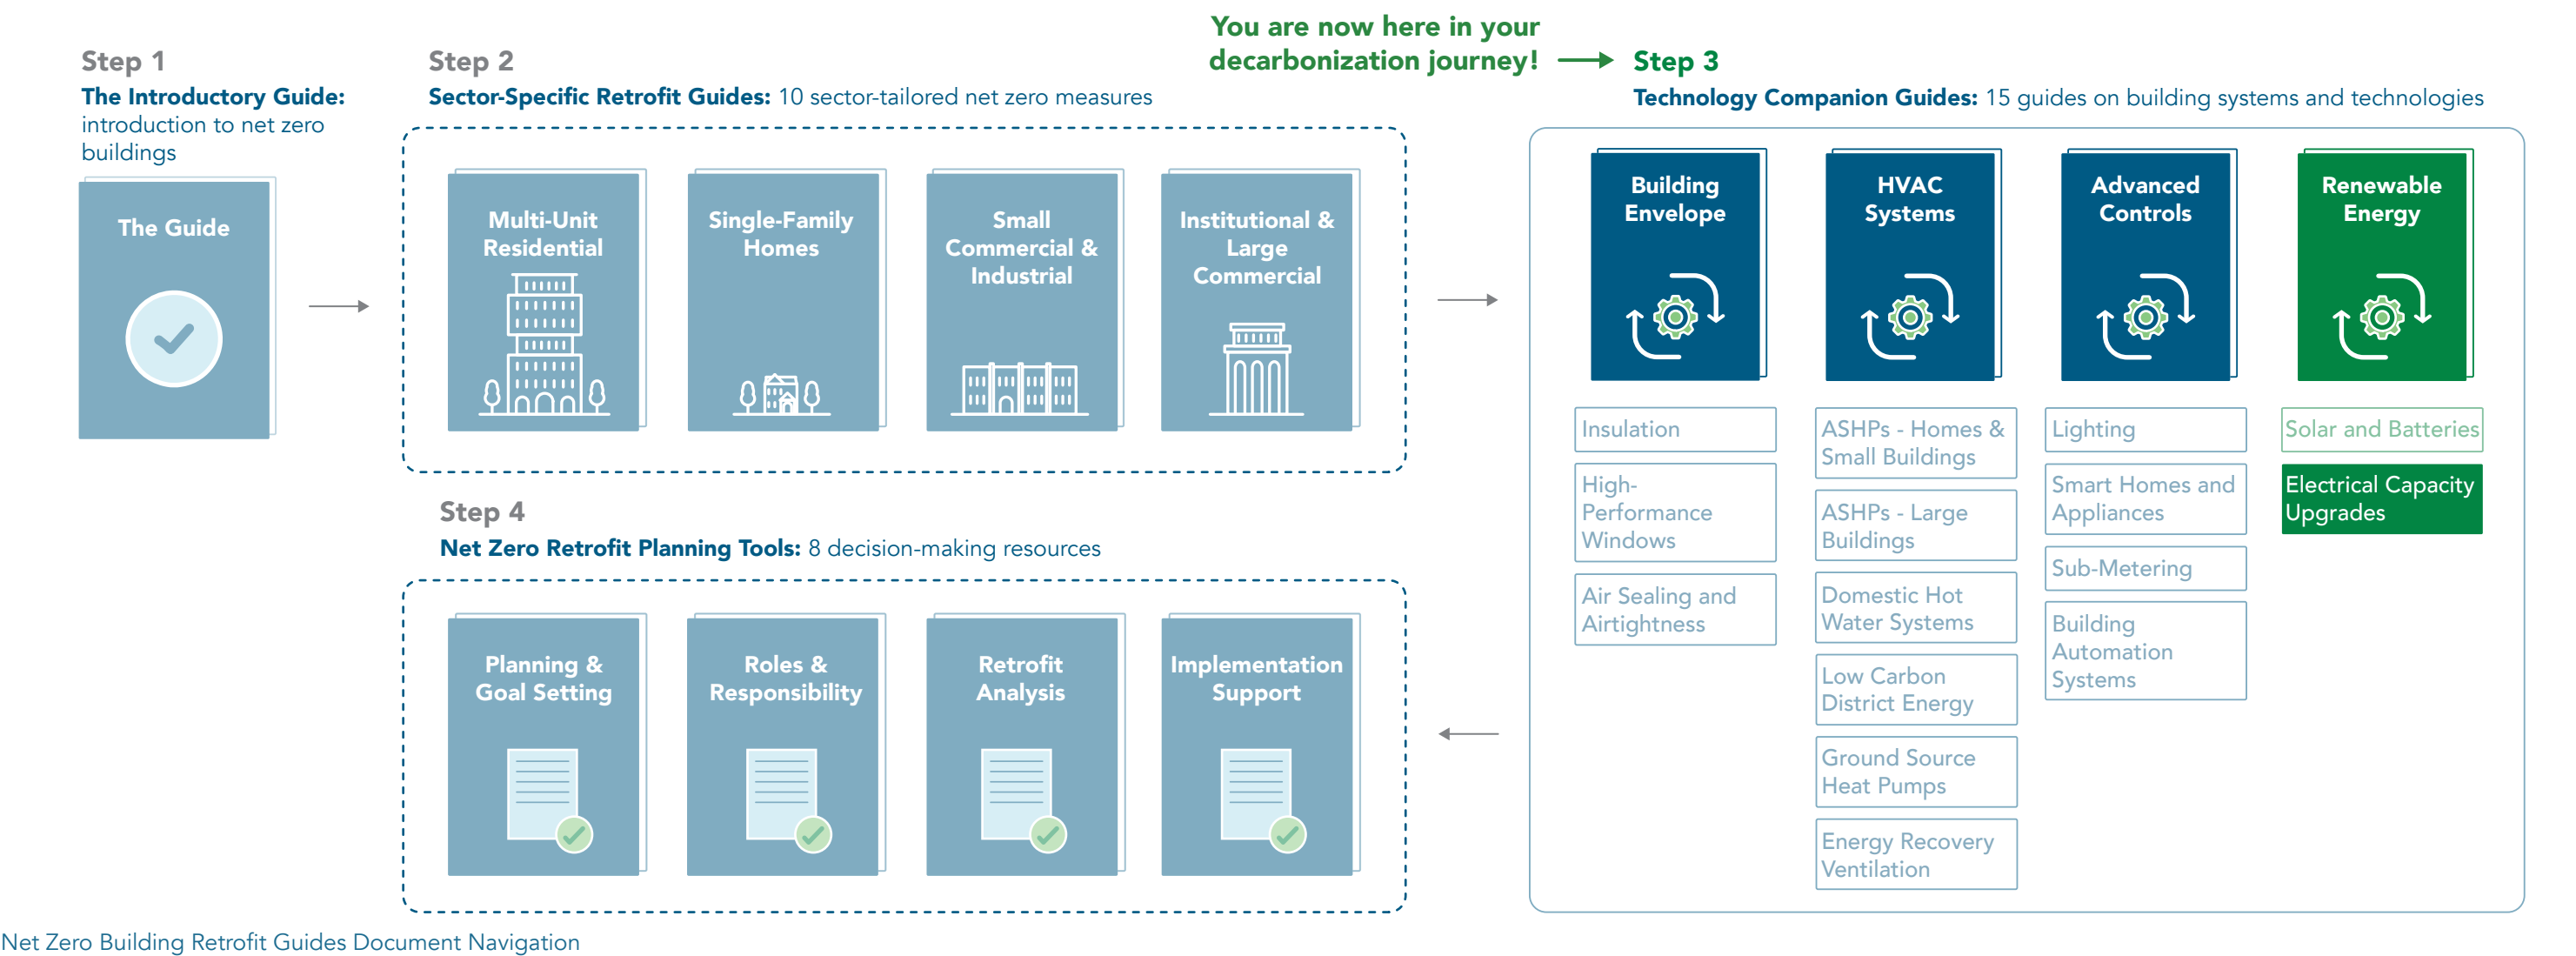 Step 1
The Introductory Guide:
introduction to net zero
buildings
The Guide
Step 2
Sector-Specific Retrofit Guides: 10 sector-tailored net zero measures
Multi-Unit
Residential
Single-Family
Homes
Small
Commercial &
Industrial
Institutional &
Large
Commercial
You are now here in your
decarbonization journey!
Step 3
Technology Companion Guides: 15 guides on building systems and technologies
Building
Envelope
Insulation
High-
Performance
Windows
Air Sealing and
Airtightness
HVAC
Systems
ASHPs - Homes &
Small Buildings
ASHPs - Large
Buildings
Domestic Hot
Water Systems
Low Carbon
District Energy
Ground Source
Heat Pumps
Energy Recovery
Ventilation
Advanced
Controls
Lighting
Smart Homes and
Appliances
Sub-Metering
Building
Automation
Systems
Renewable
Energy
Solar and Batteries
Electrical Capacity
Upgrades
Step 4
Net Zero Retrofit Planning Tools: 8 decision-making resources
Planning &
Goal Setting
Roles &
Responsibility
Retrofit
Analysis
Implementation
Support
Net Zero Building Retrofit Guides Document Navigation